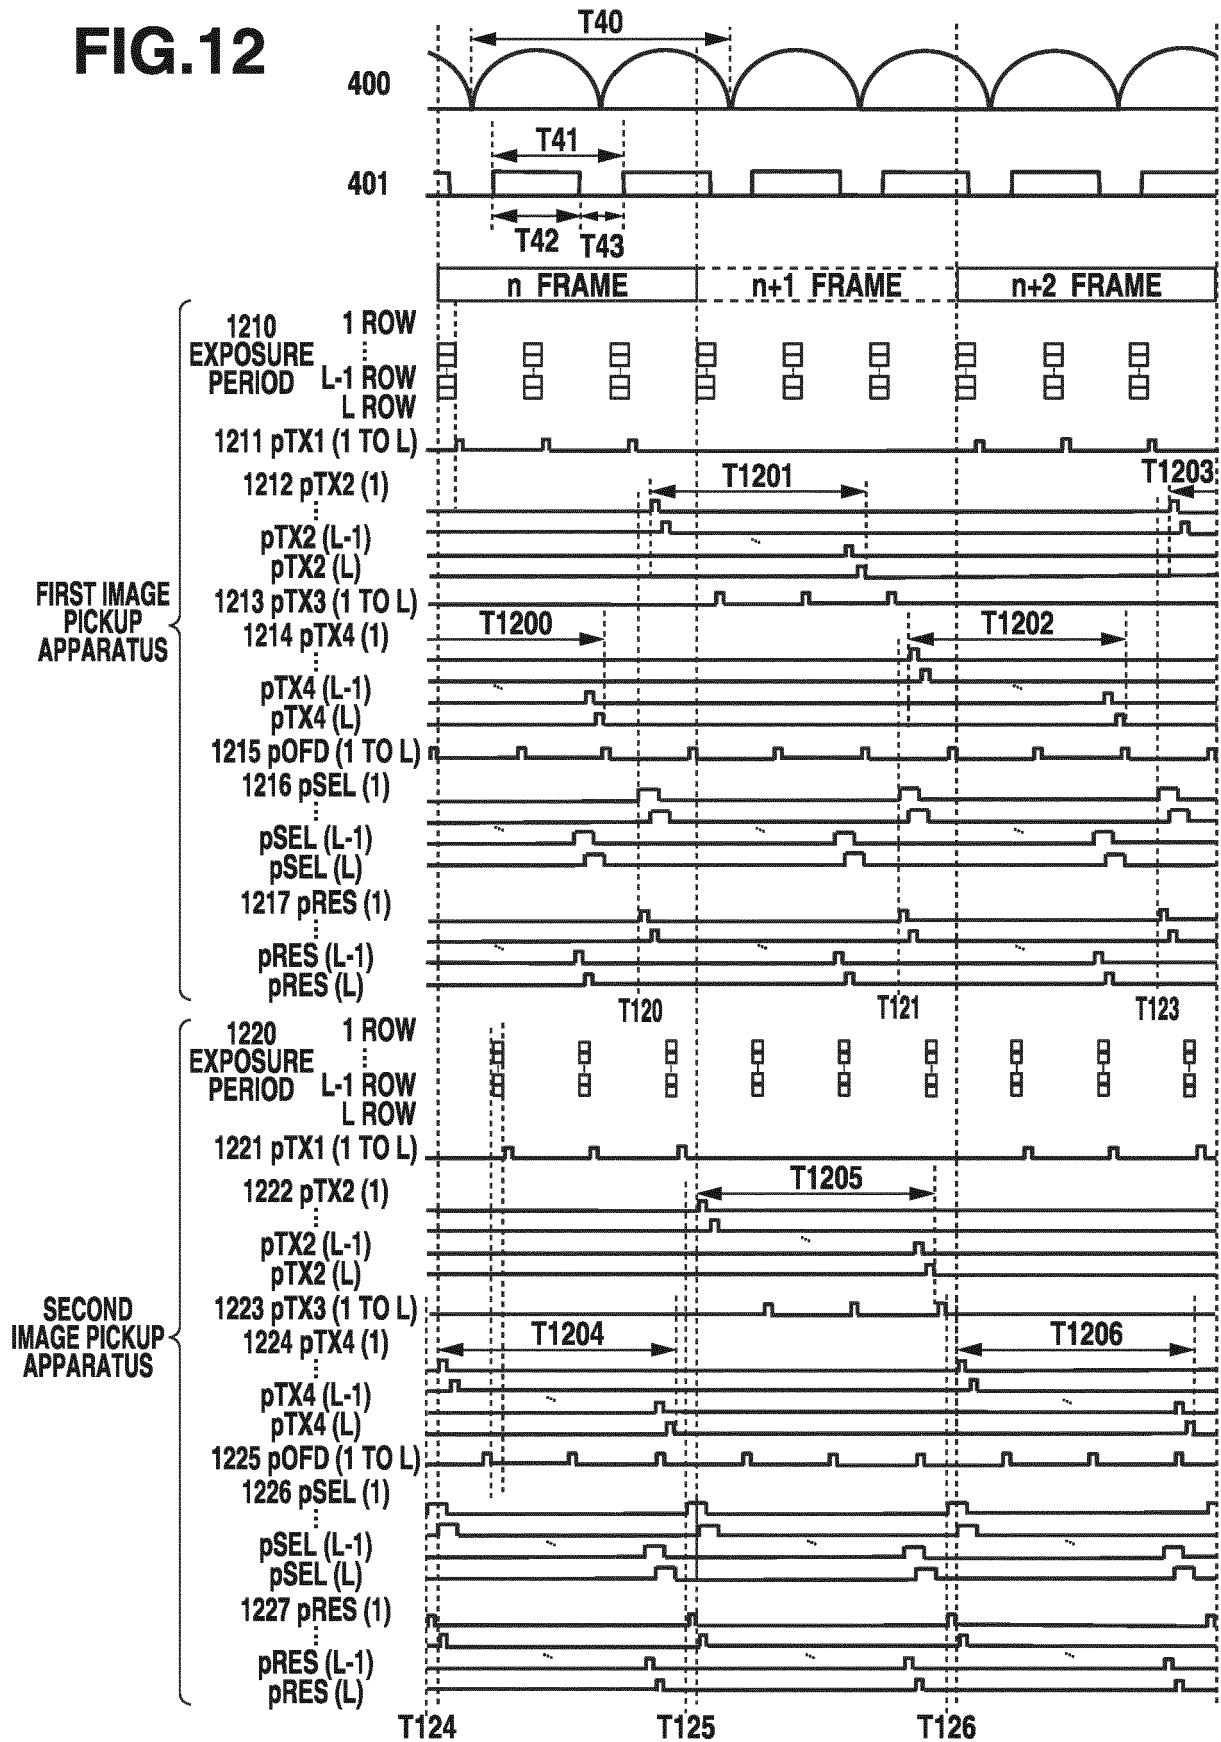 FIG.12
T40
400
T41
401
T42
T43
n FRAME
n+1 FRAME
n+2 FRAME
1210
EXPOSURE
PERIOD
1 ROW
L-1 ROW
L ROW
1211 pTX1 (1 TO L)
1212 pTX2 (1)
T1201
T1203
pTX2 (L-1)
pTX2 (L)
FIRST IMAGE
PICKUP
APPARATUS
1213 pTX3 (1 TO L)
T1200
1214 pTX4 (1)
T1202
pTX4 (L-1)
pTX4 (L)
1215 pOFD (1 TO L)
1216 pSEL (1)
pSEL (L-1)
pSEL (L)
1217 pRES (1)
pRES (L-1)
pRES (L)
T120
T121
T123
1220
EXPOSURE
PERIOD
1 ROW
L-1 ROW
L ROW
1221 pTX1 (1 TO L)
1222 pTX2 (1)
T1205
pTX2 (L-1)
pTX2 (L)
SECOND
IMAGE PICKUP
APPARATUS
1223 pTX3 (1 TO L)
1224 pTX4 (1)
T1204
T1206
pTX4 (L-1)
pTX4 (L)
1225 pOFD (1 TO L)
1226 pSEL (1)
pSEL (L-1)
pSEL (L)
1227 pRES (1)
pRES (L-1)
pRES (L)
T124
T125
T126